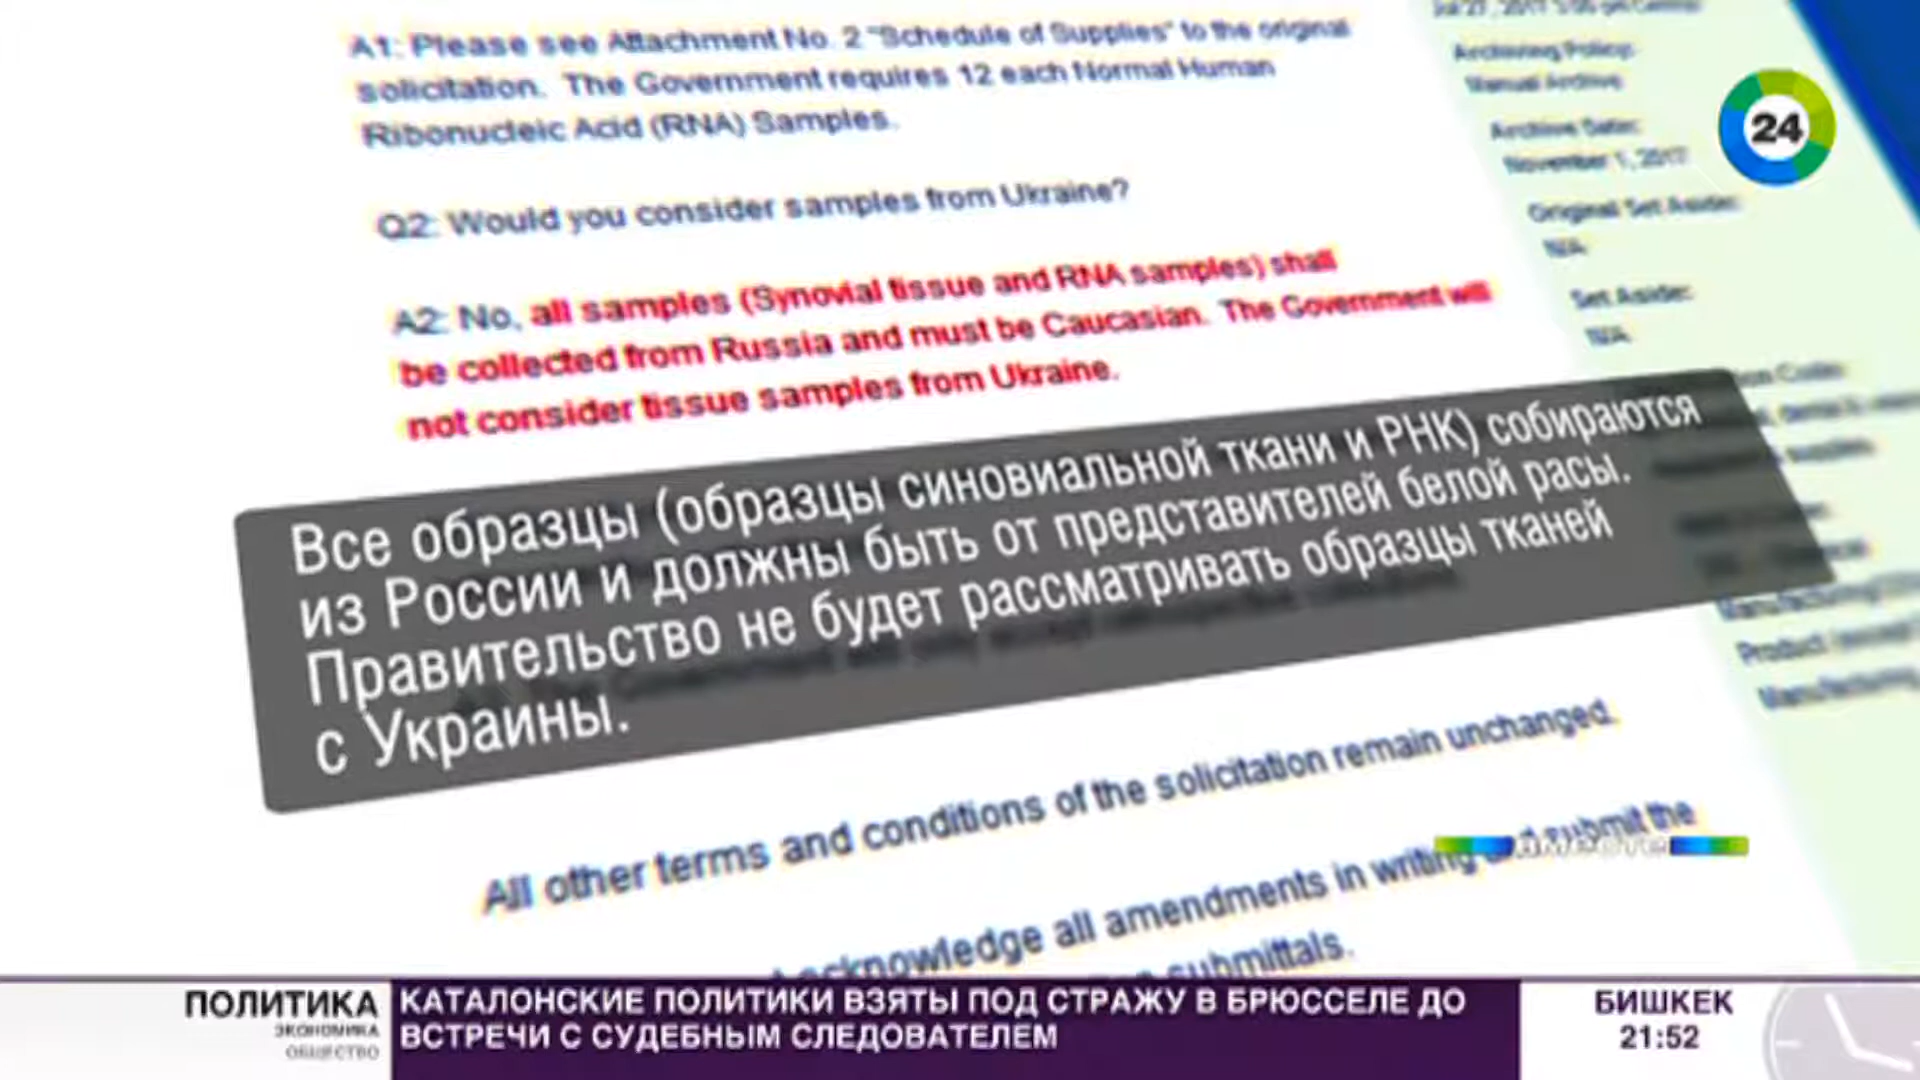 A1: Please see Attachment No. 2 "Schedule of Supplies" to the original
solicitation. The Government requires 12 each Normal Human
Ribonucleic Acid (RNA) Samples.
Q2: Would you consider samples from Ukraine?
A2: No, all samples (Synovial tissue and RNA samples) shall
be collected from Russia and must be Caucasian. The Government will
not consider tissue samples from Ukraine.
Все образцы (образцы синовиальной ткани и РНК) собираются
из России и должны быть от представителей белой расы.
Правительство не будет рассматривать образцы тканей
с Украины.
All other terms and conditions of the solicitation remain unchanged.
acknowledge all amendments in writing and submit the
submittals.
Archiving Policy:
Manual Archive
Archive Date:
November 1, 2017
Original Set Aside:
N/A
Set Aside:
N/A
24
вместе
ПОЛИТИКА
ЭКОНОМИКА
ОБЩЕСТВО
КАТАЛОНСКИЕ ПОЛИТИКИ ВЗЯТЫ ПОД СТРАЖУ В БРЮССЕЛЕ ДО
ВСТРЕЧИ С СУДЕБНЫМ СЛЕДОВАТЕЛЕМ
БИШКЕК
21:52